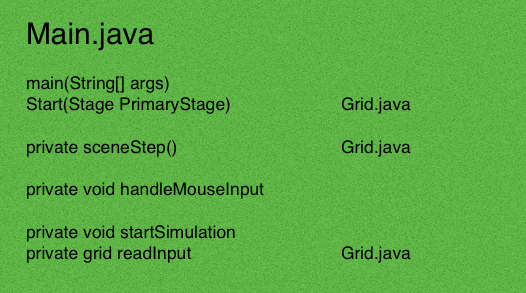 Main.java
main(String[] args)
Start(Stage PrimaryStage) Grid.java
private sceneStep() Grid.java
private void handleMouseInput
private void startSimulation
private grid readInput Grid.java